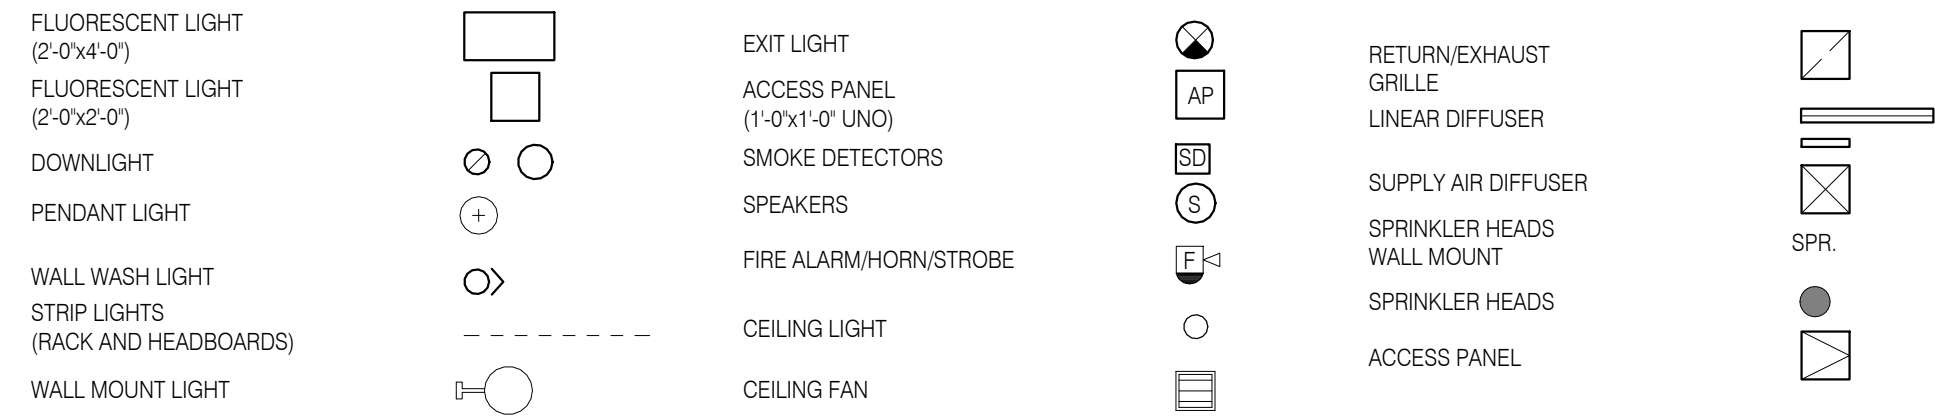 FLUORESCENT LIGHT
(2'-0"x4'-0")
FLUORESCENT LIGHT
(2'-0"x2'-0")
DOWNLIGHT
PENDANT LIGHT
WALL WASH LIGHT
STRIP LIGHTS
(RACK AND HEADBOARDS)
WALL MOUNT LIGHT
EXIT LIGHT
ACCESS PANEL
(1'-0"x1'-0" UNO)
AP
SMOKE DETECTORS
SD
SPEAKERS
S
FIRE ALARM/HORN/STROBE
F
CEILING LIGHT
CEILING FAN
RETURN/EXHAUST
GRILLE
LINEAR DIFFUSER
SUPPLY AIR DIFFUSER
SPRINKLER HEADS
WALL MOUNT
SPR.
SPRINKLER HEADS
ACCESS PANEL